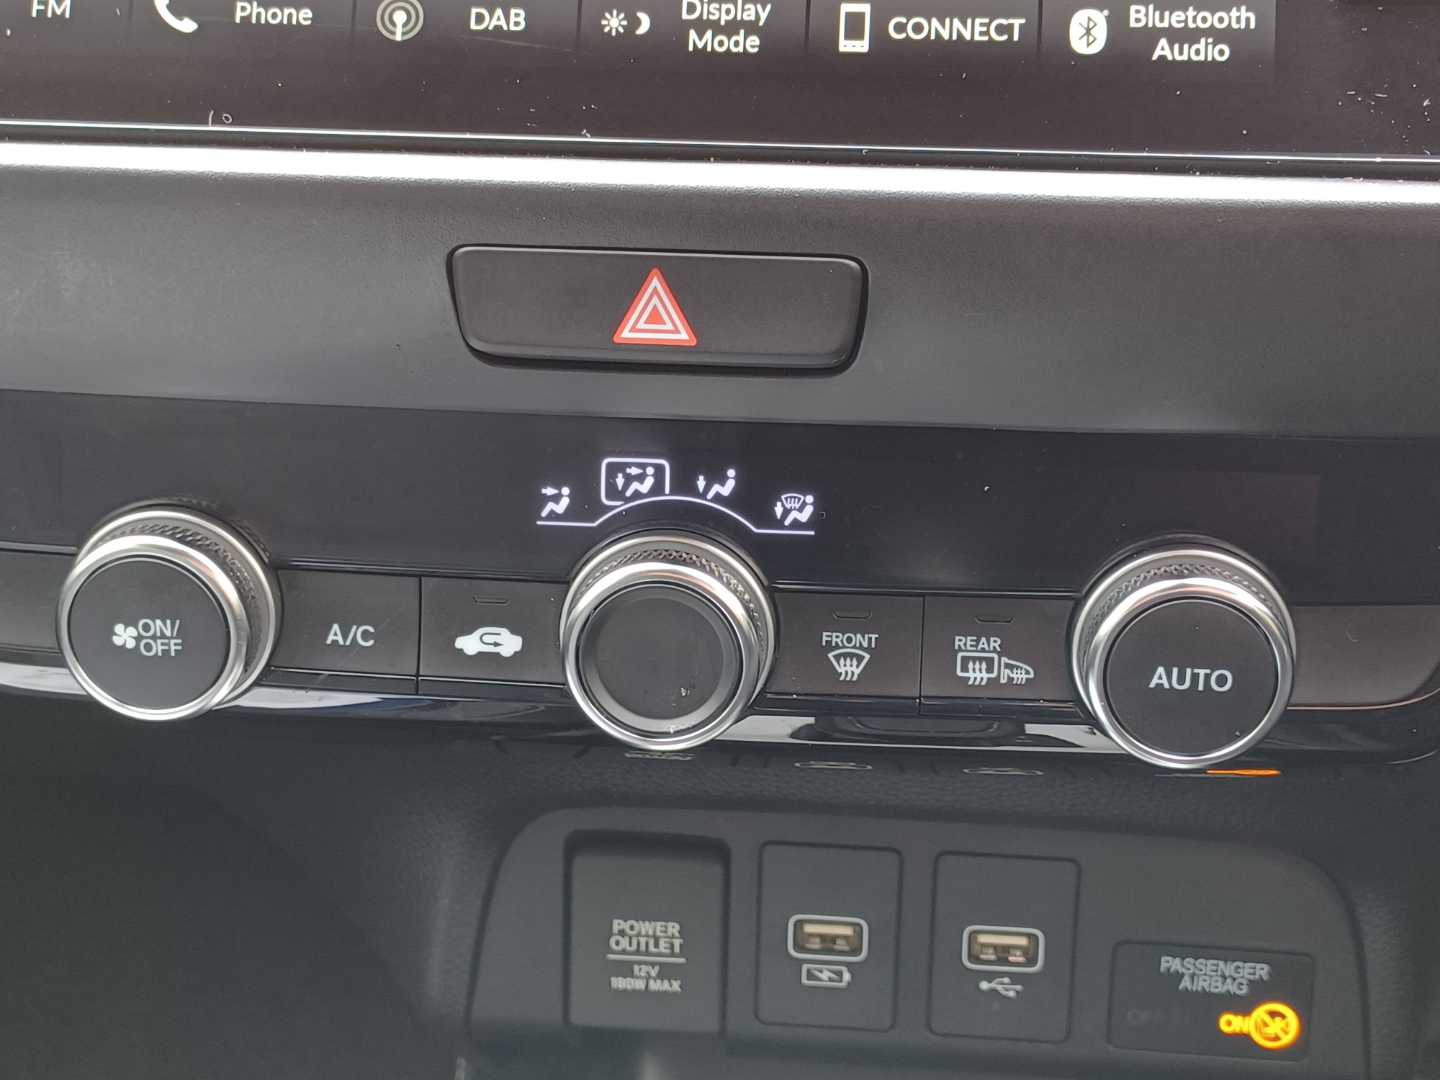 FM
Phone
DAB
Display
Mode
CONNECT
Bluetooth
Audio
ON/
OFF
A/C
FRONT
REAR
AUTO
POWER
OUTLET
12V
180W MAX
PASSENGER
AIRBAG
OFF
ON